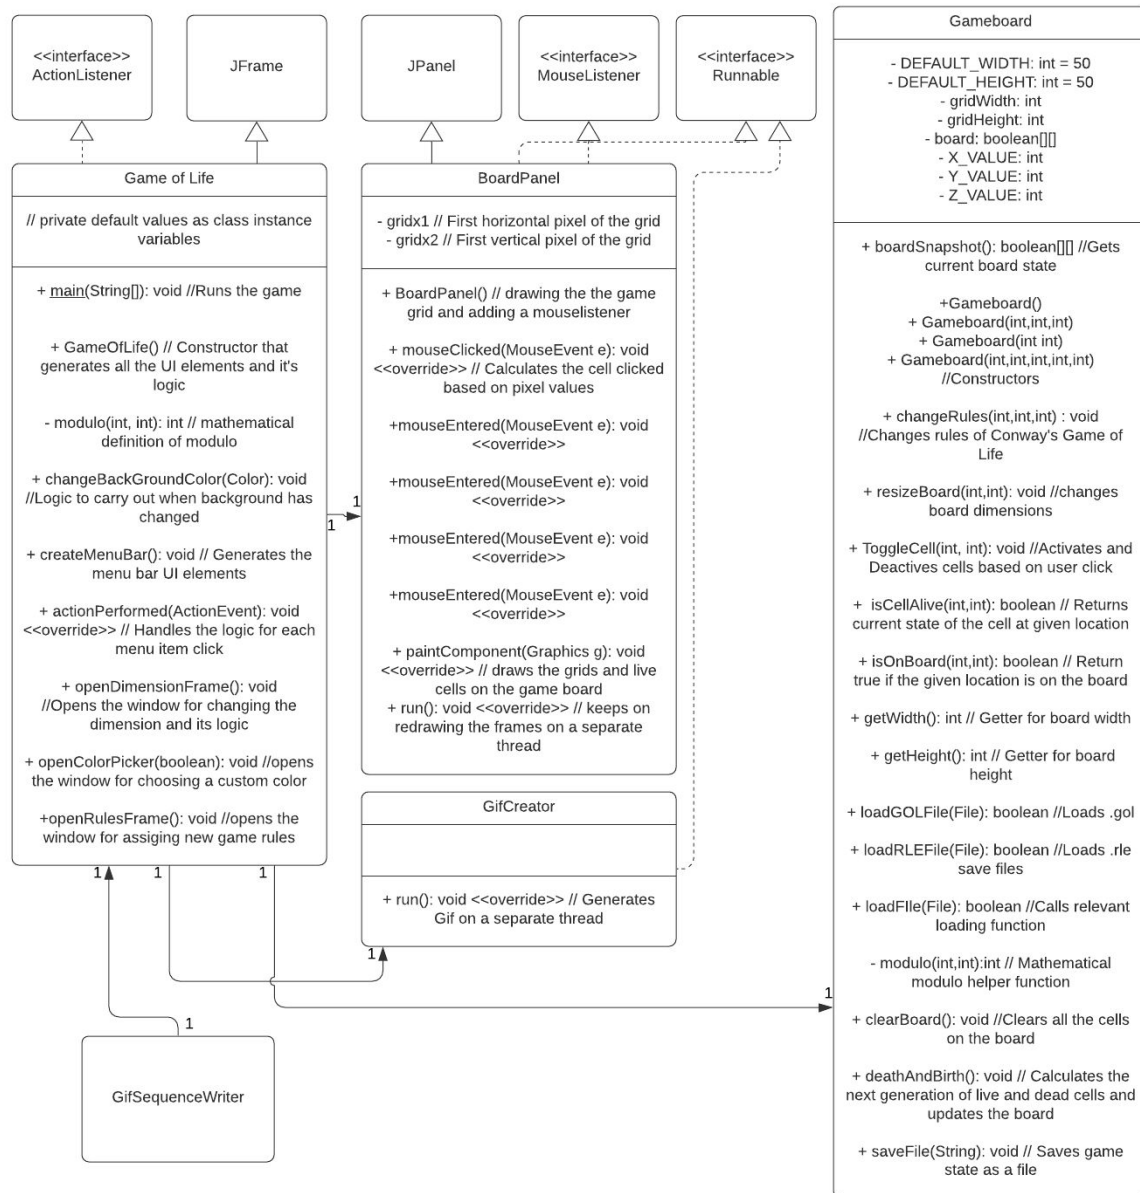 <<interface>>
ActionListener
JFrame
JPanel
<<interface>>
MouseListener
<<interface>>
Runnable
Game of Life
// private default values as class instance
variables
+ main(String[]): void //Runs the game
+ GameOfLife() // Constructor that
generates all the UI elements and it's
logic
- modulo(int, int): int // mathematical
definition of modulo
+ changeBackGroundColor(Color): void
//Logic to carry out when background has
changed
+ createMenuBar(): void // Generates the
menu bar UI elements
+ actionPerformed(ActionEvent): void
<<override>> // Handles the logic for each
menu item click
+ openDimensionFrame(): void
//Opens the window for changing the
dimension and its logic
+ openColorPicker(boolean): void //opens
the window for choosing a custom color
+openRulesFrame(): void //opens the
window for assiging new game rules
1
1
BoardPanel
- gridx1 // First horizontal pixel of the grid
- gridx2 // First vertical pixel of the grid
+ BoardPanel() // drawing the the game
grid and adding a mouselistener
+ mouseClicked(MouseEvent e): void
<<override>> // Calculates the cell clicked
based on pixel values
+mouseEntered(MouseEvent e): void
<<override>>
+mouseEntered(MouseEvent e): void
<<override>>
+mouseEntered(MouseEvent e): void
<<override>>
+mouseEntered(MouseEvent e): void
<<override>>
+ paintComponent(Graphics g): void
<<override>> // draws the grids and live
cells on the game board
+ run(): void <<override>> // keeps on
redrawing the frames on a separate
thread
GifCreator
+ run(): void <<override>> // Generates
Gif on a separate thread
1
1
1
1
1
1
GifSequenceWriter
Gameboard
- DEFAULT_WIDTH: int = 50
- DEFAULT_HEIGHT: int = 50
- gridWidth: int
- gridHeight: int
- board: boolean[][]
- X_VALUE: int
- Y_VALUE: int
- Z_VALUE: int
+ boardSnapshot(): boolean[][] //Gets
current board state
+Gameboard()
+ Gameboard(int,int,int)
+ Gameboard(int int)
+ Gameboard(int,int,int,int,int)
//Constructors
+ changeRules(int,int,int) : void
//Changes rules of Conway's Game of
Life
+ resizeBoard(int,int): void //changes
board dimensions
+ ToggleCell(int, int): void //Activates and
Deactives cells based on user click
+ isCellAlive(int,int): boolean // Returns
current state of the cell at given location
+ isOnBoard(int,int): boolean // Return
true if the given location is on the board
+ getWidth(): int // Getter for board width
+ getHeight(): int // Getter for board
height
+ loadGOLFile(File): boolean //Loads .gol
+ loadRLEFile(File): boolean //Loads .rle
save files
+ loadFIle(File): boolean //Calls relevant
loading function
- modulo(int,int):int // Mathematical
modulo helper function
+ clearBoard(): void //Clears all the cells
on the board
+ deathAndBirth(): void // Calculates the
next generation of live and dead cells and
updates the board
+ saveFile(String): void // Saves game
state as a file